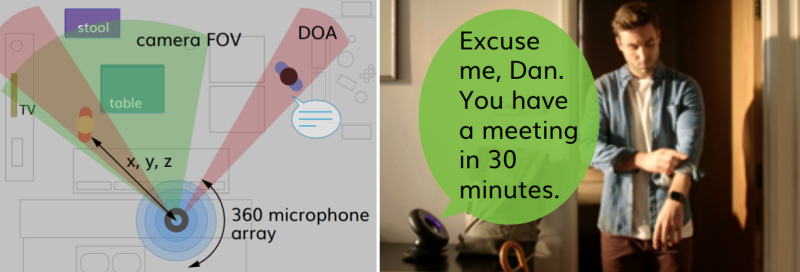 stool
camera FOV
DOA
TV
table
x, y, z
360 microphone
array
Excuse
me, Dan.
You have
a meeting
in 30
minutes.